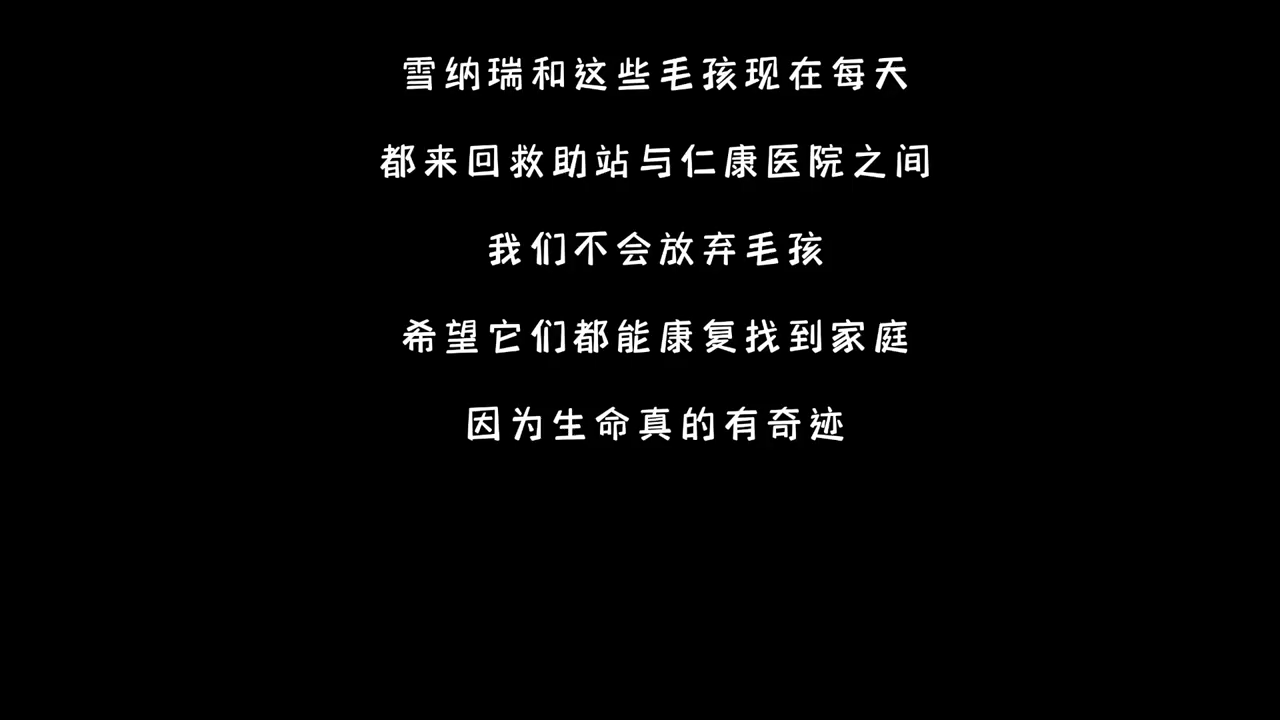 雪纳瑞和这些毛孩现在每天
都来回救助站与仁康医院之间
我们不会放弃毛孩
希望它们都能康复找到家庭
因为生命真的有奇迹